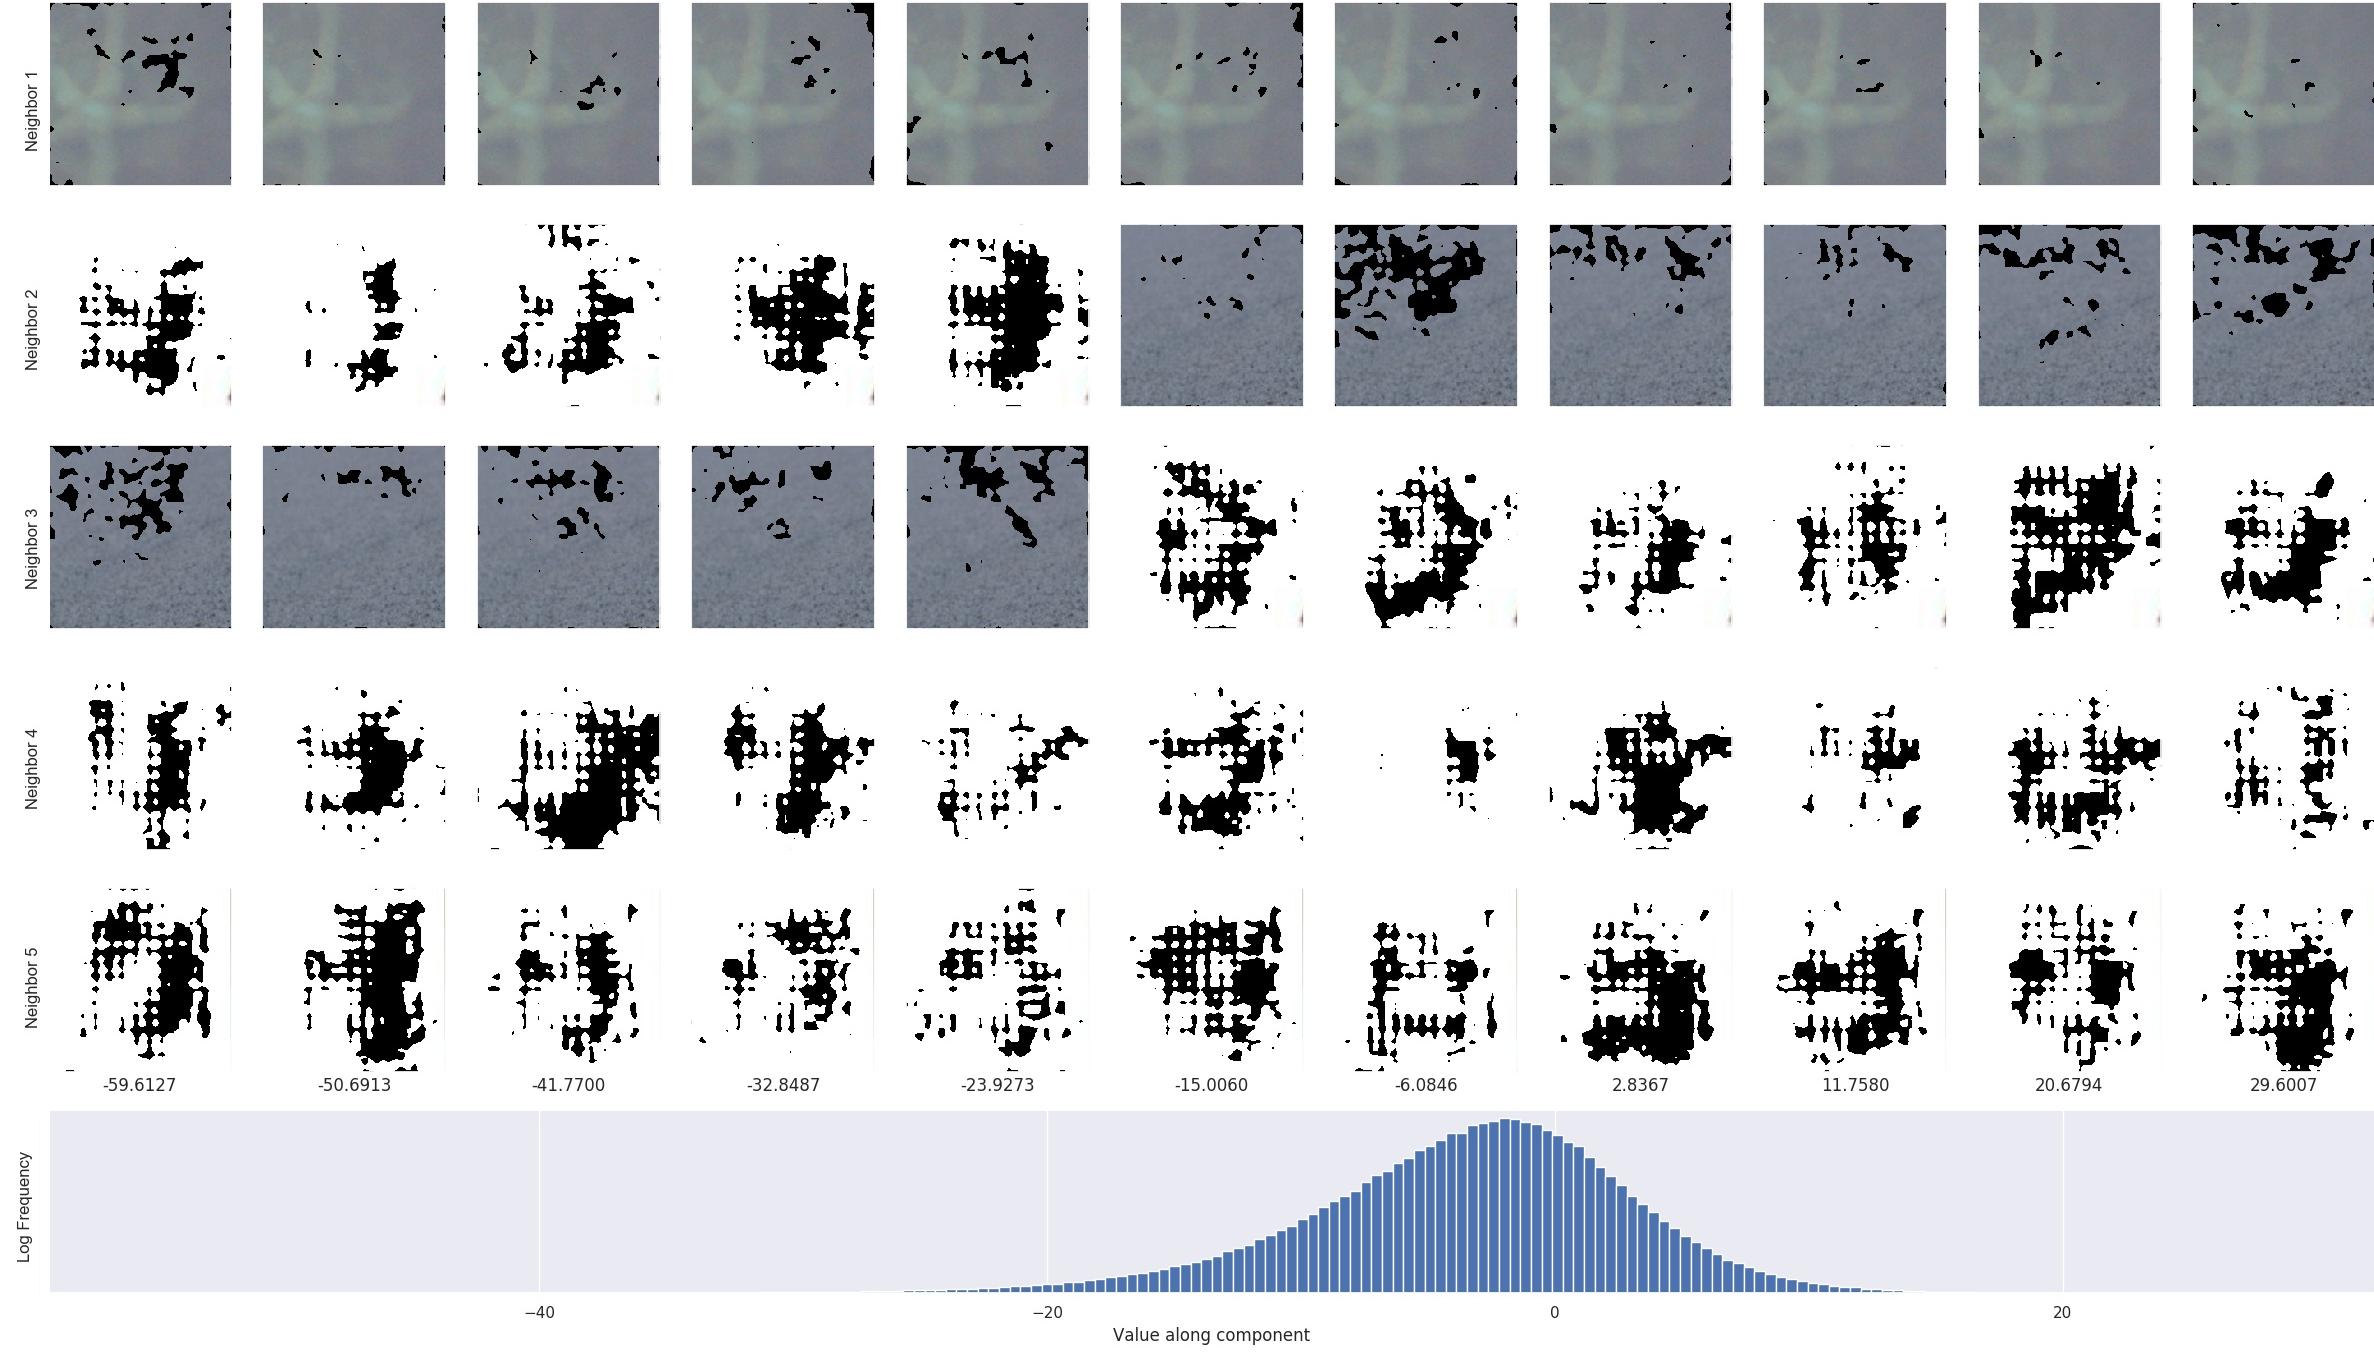 Neighbor 1
Neighbor 2
Neighbor 3
Neighbor 4
Neighbor 5
-59.6127 -50.6913 -41.7700 -32.8487 -23.9273 -15.0060 -6.0846 2.8367 11.7580 20.6794 29.6007
Log Frequency
−40 −20 0 20
Value along component